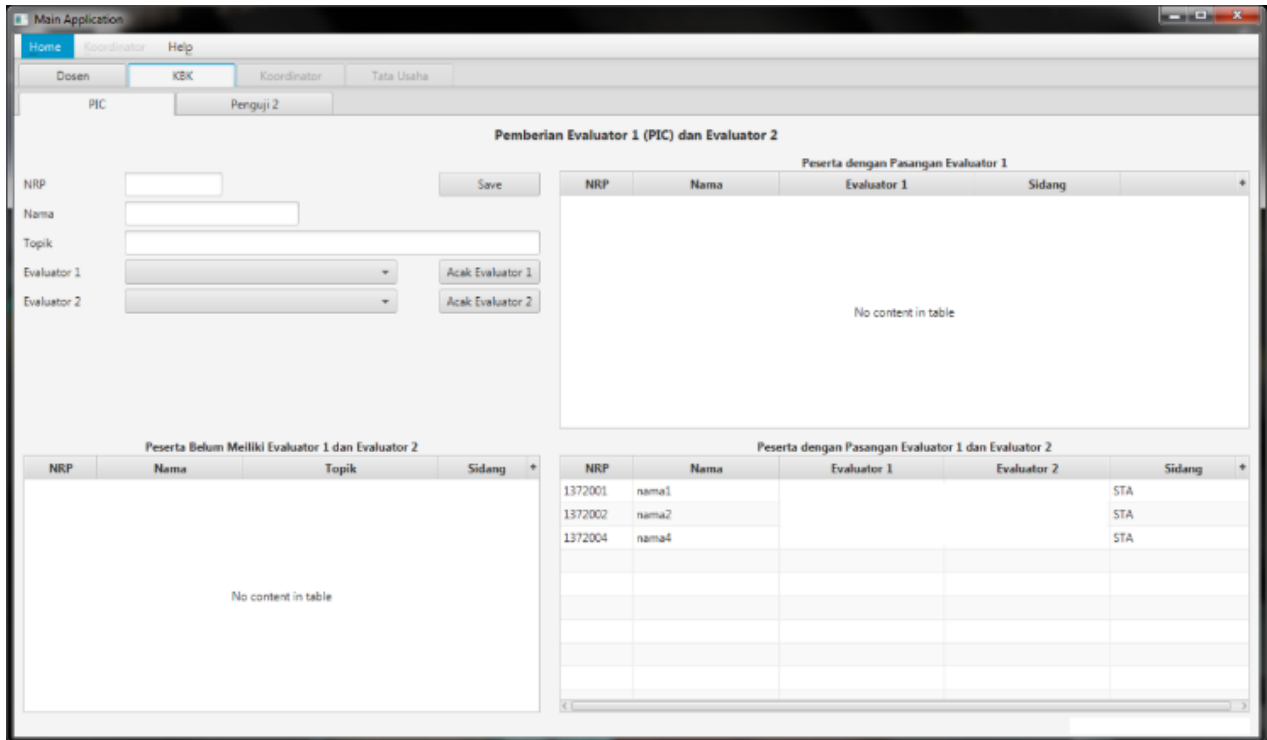 Main Application
Home Koordinator Help
Dosen KBK Koordinator Tata Usaha
PIC Penguji 2
Pemberian Evaluator 1 (PIC) dan Evaluator 2
NRP Save
Nama
Topik
Evaluator 1 Acak Evaluator 1
Evaluator 2 Acak Evaluator 2
Peserta dengan Pasangan Evaluator 1
NRP Nama Evaluator 1 Sidang +
No content in table
Peserta Belum Meiliki Evaluator 1 dan Evaluator 2
NRP Nama Topik Sidang +
No content in table
Peserta dengan Pasangan Evaluator 1 dan Evaluator 2
NRP Nama Evaluator 1 Evaluator 2 Sidang +
1372001 nama1 STA
1372002 nama2 STA
1372004 nama4 STA